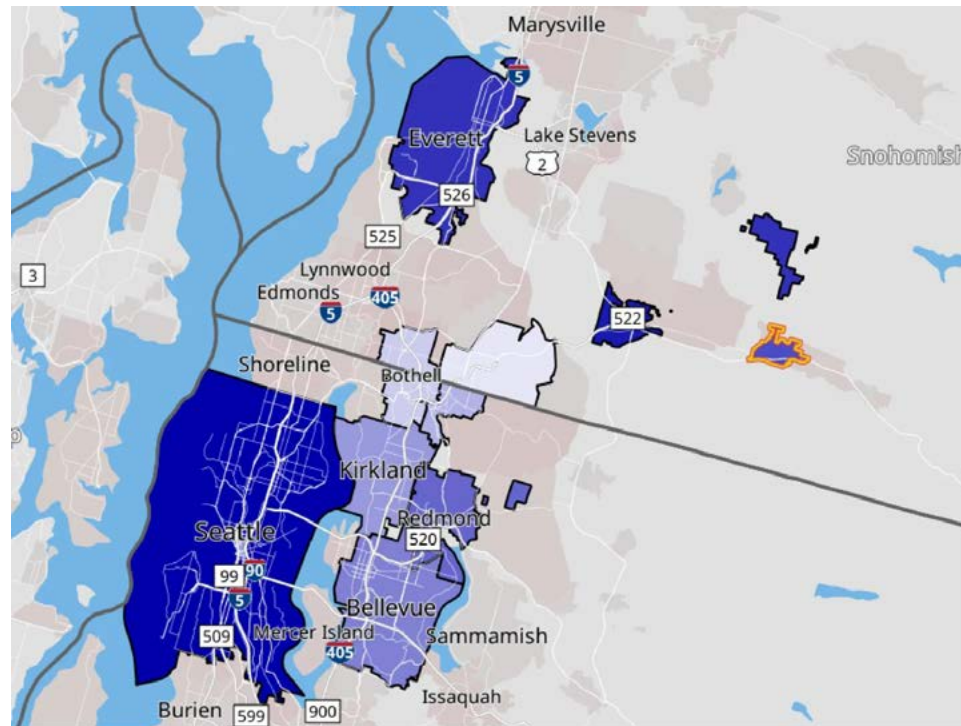 Marysville
5
Everett
Lake Stevens
2
Snohomish
526
525
3
Lynnwood
Edmonds
405
5
522
Shoreline
Bothell
p
Kirkland
Redmond
Seattle
520
90
99
5
Bellevue
Mercer Island
509
Sammamish
405
Issaquah
Burien
599
900